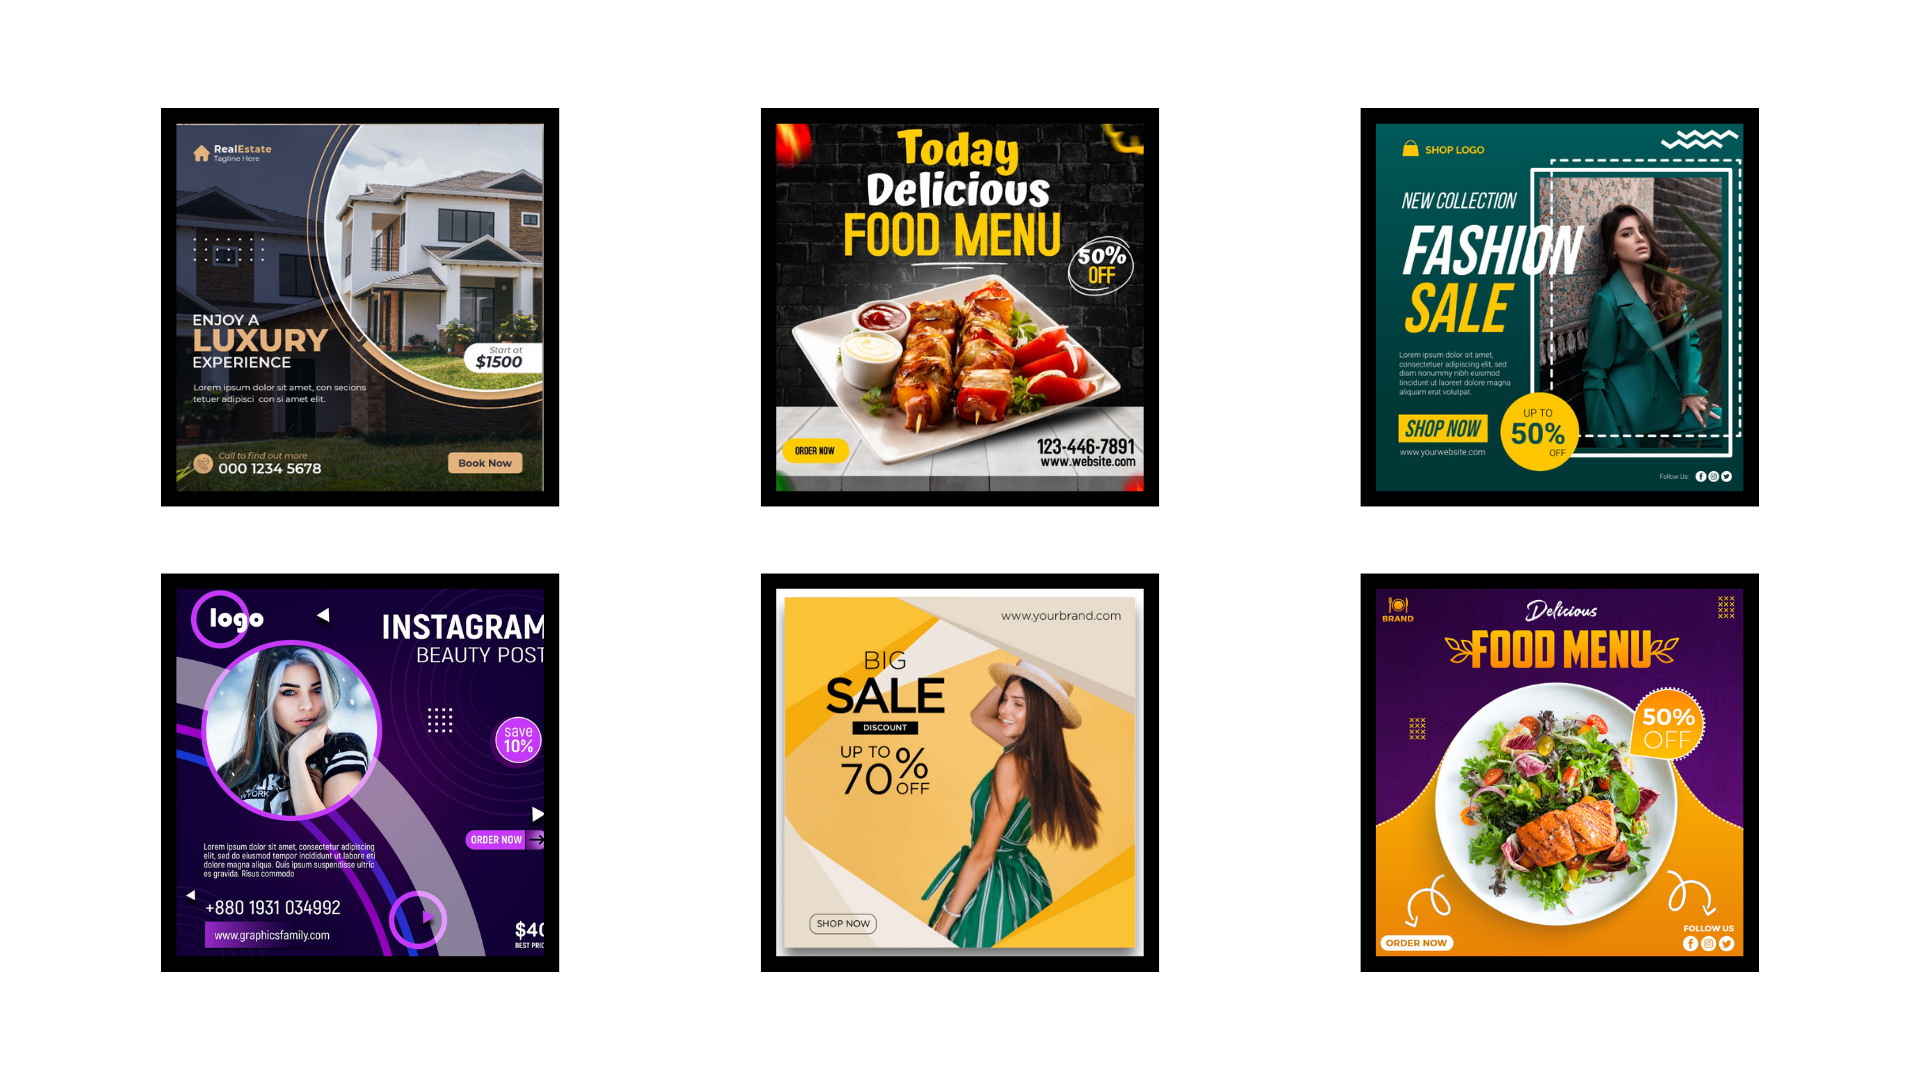 RealEstate
Tagline Here
ENJOY A
LUXURY
EXPERIENCE
Lorem ipsum dolor sit amet, con secions
tetuer adipisci con si amet elit.
Start at
$1500
Call to find out more
000 1234 5678
Book Now
Today
Delicious
FOOD MENU
50%
OFF
ORDER NOW
123-446-7891
www.website.com
SHOP LOGO
NEW COLLECTION
FASHION
SALE
Lorem ipsum dolor sit amet,
consectetuer adipiscing elit, sed
diam nonummy nibh euismod
tincidunt ut laoreet dolore magna
aliquam erat volutpat.
SHOP NOW
www.yourwebsite.com
UP TO
50%
OFF
Follow Us:
logo
INSTAGRAM
BEAUTY POST
save
10%
ORDER NOW
Lorem ipsum dolor sit amet, consectetur adipiscing
elit, sed do eiusmod tempor incididunt ut labore eti
dolore magna aliqua. Quis ipsum suspendisse ultric
es gravida. Risus commodo
+880 1931 034992
www.graphicsfamily.com
$40
BEST PRIC
YORK
www.yourbrand.com
BIG
SALE
DISCOUNT
UP TO
70%
OFF
SHOP NOW
BRAND
Delicious
FOOD MENU
50%
OFF
ORDER NOW
FOLLOW US